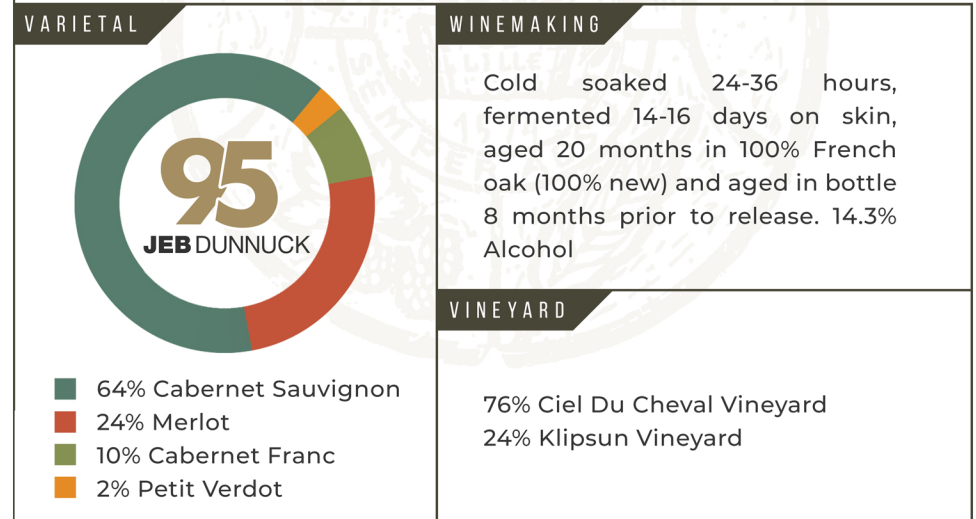 VARIETAL
95
JEB DUNNUCK
64% Cabernet Sauvignon
24% Merlot
10% Cabernet Franc
2% Petit Verdot
WINEMAKING
Cold soaked 24-36 hours,
fermented 14-16 days on skin,
aged 20 months in 100% French
oak (100% new) and aged in bottle
8 months prior to release. 14.3%
Alcohol
VINEYARD
76% Ciel Du Cheval Vineyard
24% Klipsun Vineyard